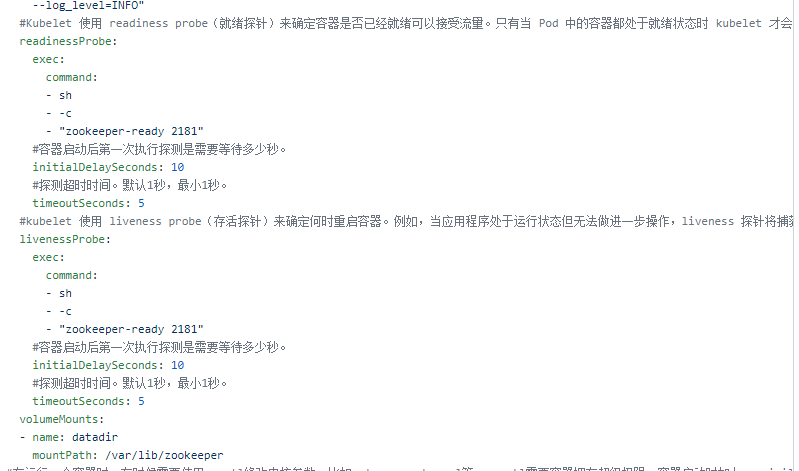 --log_level=INFO"
#Kubelet 使用 readiness probe（就绪探针）来确定容器是否已经就绪可以接受流量。只有当 Pod 中的容器都处于就绪状态时 kubelet 才会
readinessProbe:
exec:
command:
- sh
- -c
- "zookeeper-ready 2181"
#容器启动后第一次执行探测是需要等待多少秒。
initialDelaySeconds: 10
#探测超时时间。默认1秒，最小1秒。
timeoutSeconds: 5
#kubelet 使用 liveness probe（存活探针）来确定何时重启容器。例如，当应用程序处于运行状态但无法做进一步操作，liveness 探针将捕获
livenessProbe:
exec:
command:
- sh
- -c
- "zookeeper-ready 2181"
#容器启动后第一次执行探测是需要等待多少秒。
initialDelaySeconds: 10
#探测超时时间。默认1秒，最小1秒。
timeoutSeconds: 5
volumeMounts:
- name: datadir
mountPath: /var/lib/zookeeper